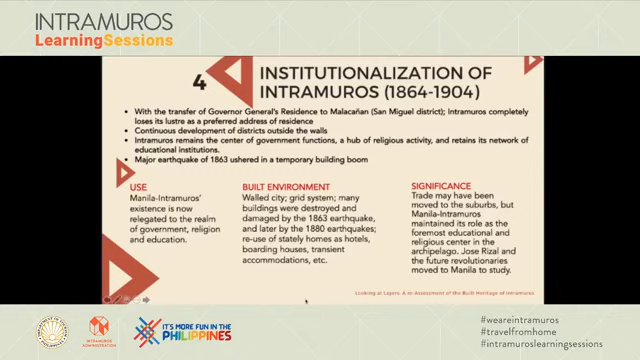 INTRAMUROS
LearningSessions
4
INSTITUTIONALIZATION OF
INTRAMUROS (1864-1904)
• With the transfer of Governor General's Residence to Malacañan (San Miguel district); Intramuros completely
loses its lustre as a preferred address of residence
• Continuous development of districts outside the walls
• Intramuros remains the center of government functions, a hub of religious activity, and retains its network of
educational institutions.
• Major earthquake of 1863 ushered in a temporary building boom
USE
Manila-Intramuros'
existence is now
relegated to the realm
of government, religion
and education.
BUILT ENVIRONMENT
Walled city; grid system; many
buildings were destroyed and
damaged by the 1863 earthquake,
and later by the 1880 earthquakes;
re-use of stately homes as hotels,
boarding houses, transient
accommodations, etc.
SIGNIFICANCE
Trade may have been
moved to the suburbs, but
Manila-Intramuros
maintained its role as the
foremost educational and
religious center in the
archipelago. Jose Rizal and
the future revolutionaries
moved to Manila to study.
Looking at Layers: A re-Assessment of the Built Heritage of Intramuros
INTRAMUROS
ADMINISTRATION
IT'S MORE FUN IN THE
PHILIPPINES
#weareintramuros
#travelfromhome
#intramuroslearningsessions